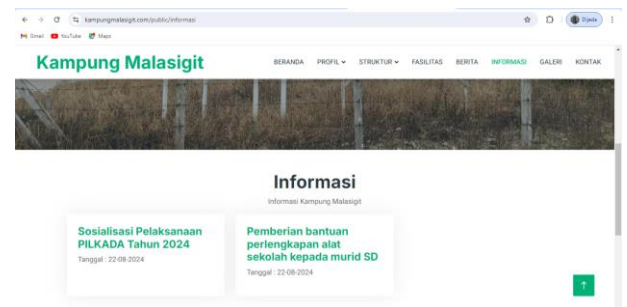 kampungmalasigit.com/public/informasi
Dijeda
Gmail YouTube Maps
Kampung Malasigit
BERANDA PROFIL STRUKTUR FASILITAS BERITA INFORMASI GALERI KONTAK
Informasi
Informasi Kampung Malasigit
Sosialisasi Pelaksanaan
PILKADA Tahun 2024
Tanggal : 22-08-2024
Pemberian bantuan
perlengkapan alat
sekolah kepada murid SD
Tanggal : 22-08-2024